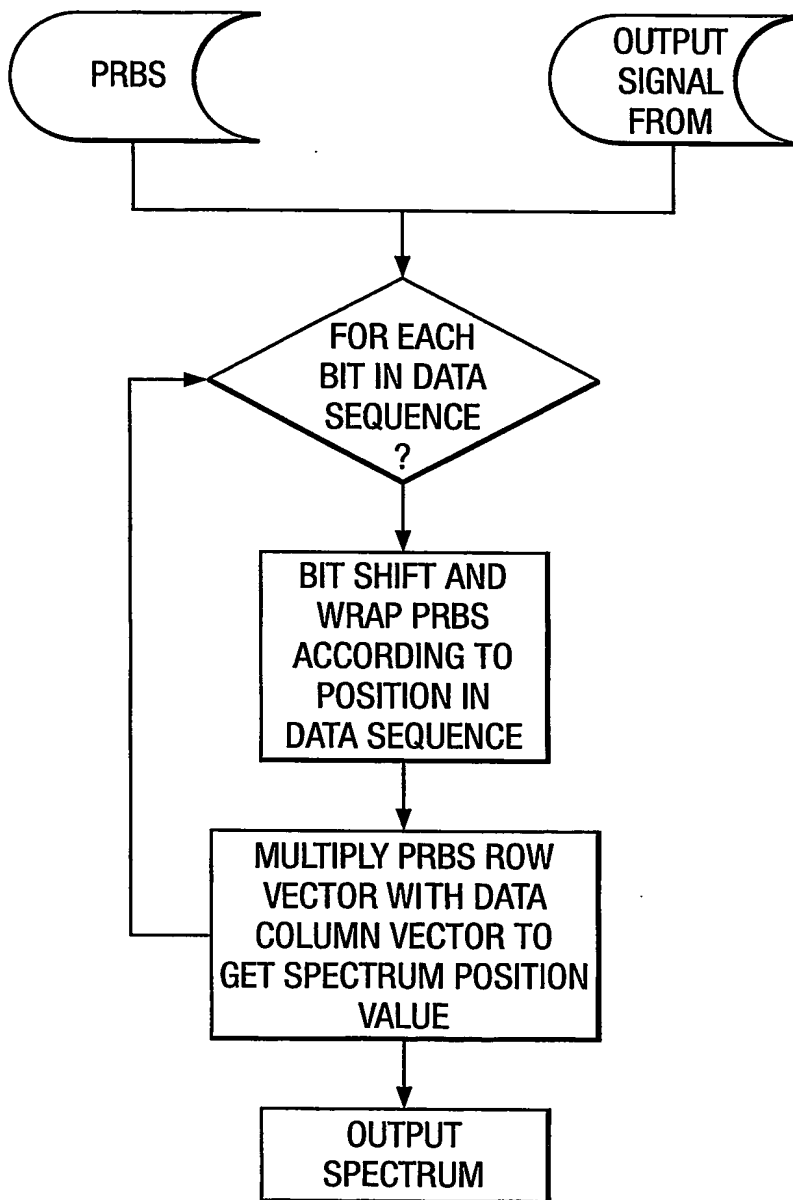 PRBS
OUTPUT
SIGNAL
FROM
FOR EACH
BIT IN DATA
SEQUENCE
?
BIT SHIFT AND
WRAP PRBS
ACCORDING TO
POSITION IN
DATA SEQUENCE
MULTIPLY PRBS ROW
VECTOR WITH DATA
COLUMN VECTOR TO
GET SPECTRUM POSITION
VALUE
OUTPUT
SPECTRUM